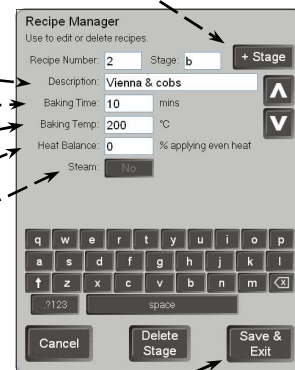 Recipe Manager
Use to edit or delete recipes.
Recipe Number: 2 Stage: b + Stage
Description: Vienna & cobs
Baking Time: 10 mins
Baking Temp: 200 °C
Heat Balance: 0 % applying even heat
Steam: No
q w e r t y u i o p
a s d f g h j k l
z x c v b n m
.?123 space
Cancel Delete Stage Save & Exit